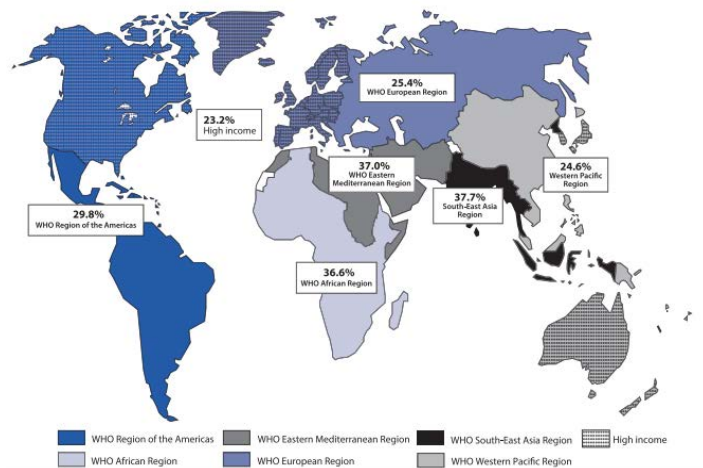 25.4%
WHO European Region
23.2%
High income
37.0%
WHO Eastern
Mediterranean Region
24.6%
Western Pacific
Region
37.7%
South-East Asia
Region
29.8%
WHO Region of the Americas
36.6%
WHO African Region
WHO Region of the Americas
WHO Eastern Mediterranean Region
WHO South-East Asia Region
High income
WHO African Region
WHO European Region
WHO Western Pacific Region